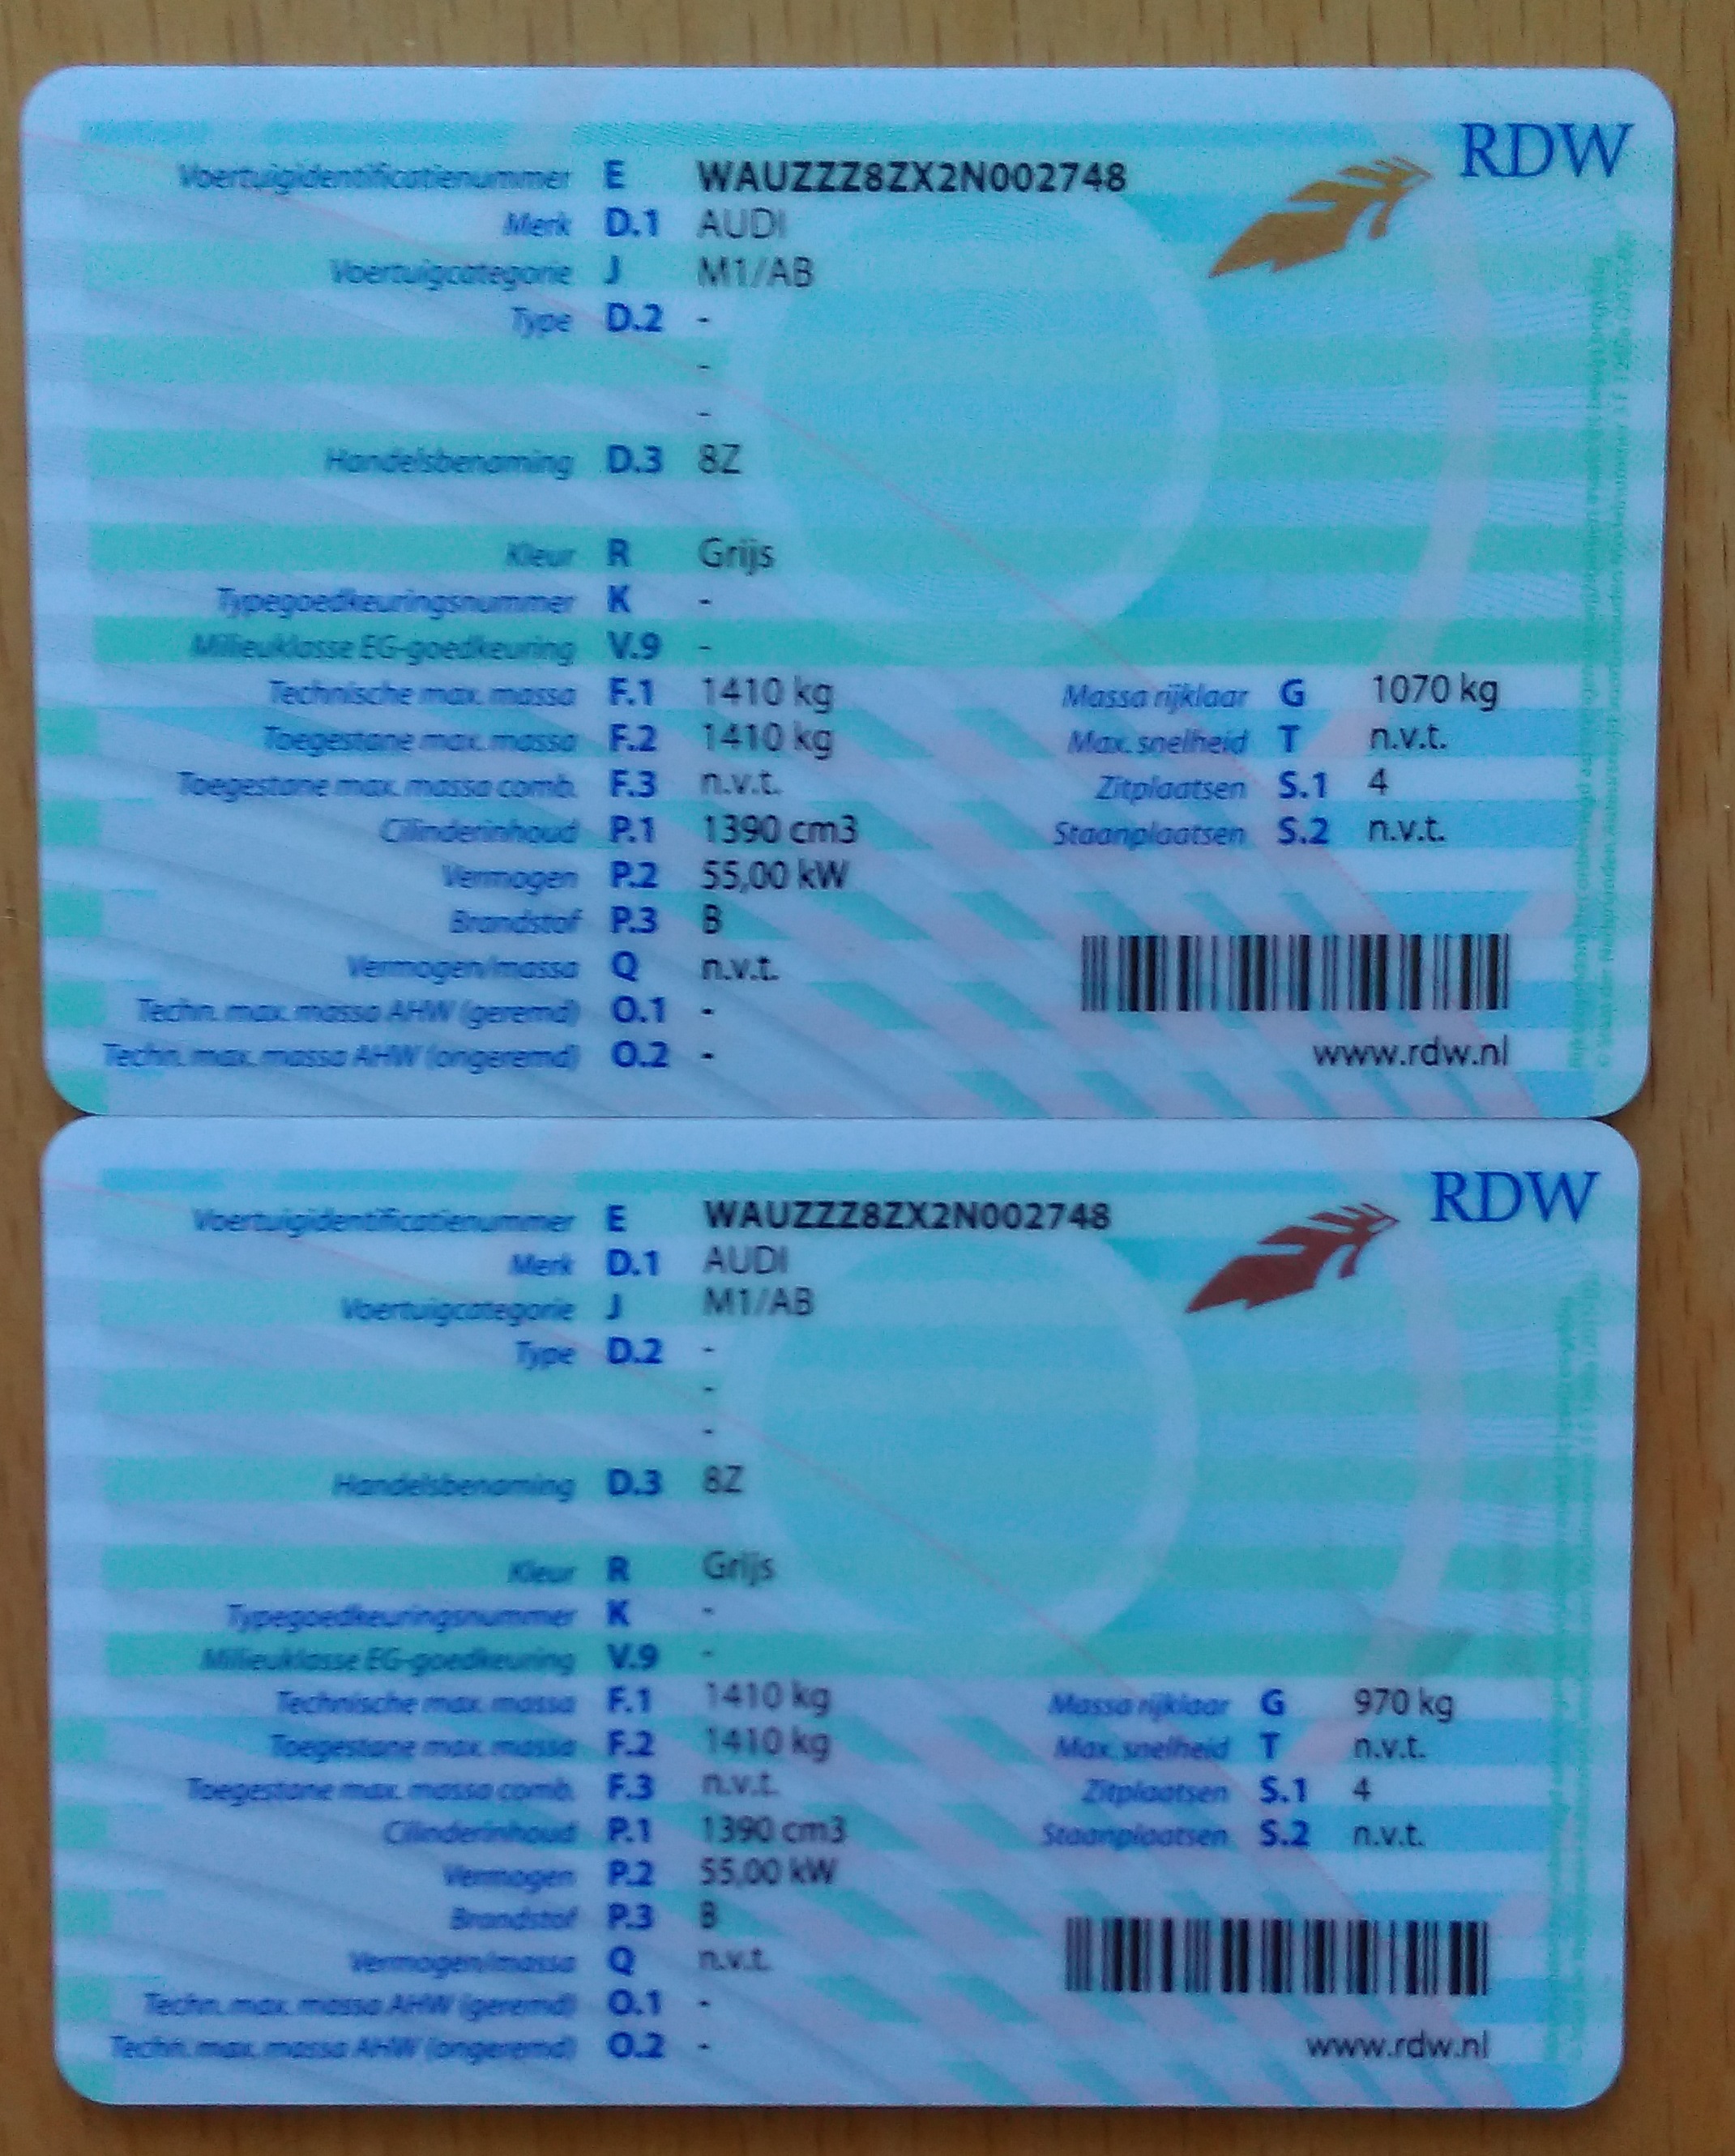 RDW
Voertuigidentificatienummer E WAUZZZ8ZX2N002748
Merk D.1 AUDI
Voertuigcategorie J M1/AB
Type D.2 -
-
-
Handelsbenaming D.3 8Z
Kleur R Grijs
Typegoedkeuringsnummer K -
Milieuklasse EG-goedkeuring V.9 -
Technische max. massa F.1 1410 kg Massa rijklaar G 1070 kg
Toegestane max. massa F.2 1410 kg Max. snelheid T n.v.t.
Toegestane max. massa comb. F.3 n.v.t. Zitplaatsen S.1 4
Cilinderinhoud P.1 1390 cm3 Staanplaatsen S.2 n.v.t.
Vermogen P.2 55,00 kW
Brandstof P.3 B
Vermogen/massa Q n.v.t.
Techn. max. massa AHW (geremd) O.1 -
Techn. max. massa AHW (ongeremd) O.2 - www.rdw.nl
RDW
Voertuigidentificatienummer E WAUZZZ8ZX2N002748
Merk D.1 AUDI
Voertuigcategorie J M1/AB
Type D.2 -
-
-
Handelsbenaming D.3 8Z
Kleur R Grijs
Typegoedkeuringsnummer K -
Milieuklasse EG-goedkeuring V.9 -
Technische max. massa F.1 1410 kg Massa rijklaar G 970 kg
Toegestane max. massa F.2 1410 kg Max. snelheid T n.v.t.
Toegestane max. massa comb. F.3 n.v.t. Zitplaatsen S.1 4
Cilinderinhoud P.1 1390 cm3 Staanplaatsen S.2 n.v.t.
Vermogen P.2 55,00 kW
Brandstof P.3 B
Vermogen/massa Q n.v.t.
Techn. max. massa AHW (geremd) O.1 -
Techn. max. massa AHW (ongeremd) O.2 - www.rdw.nl